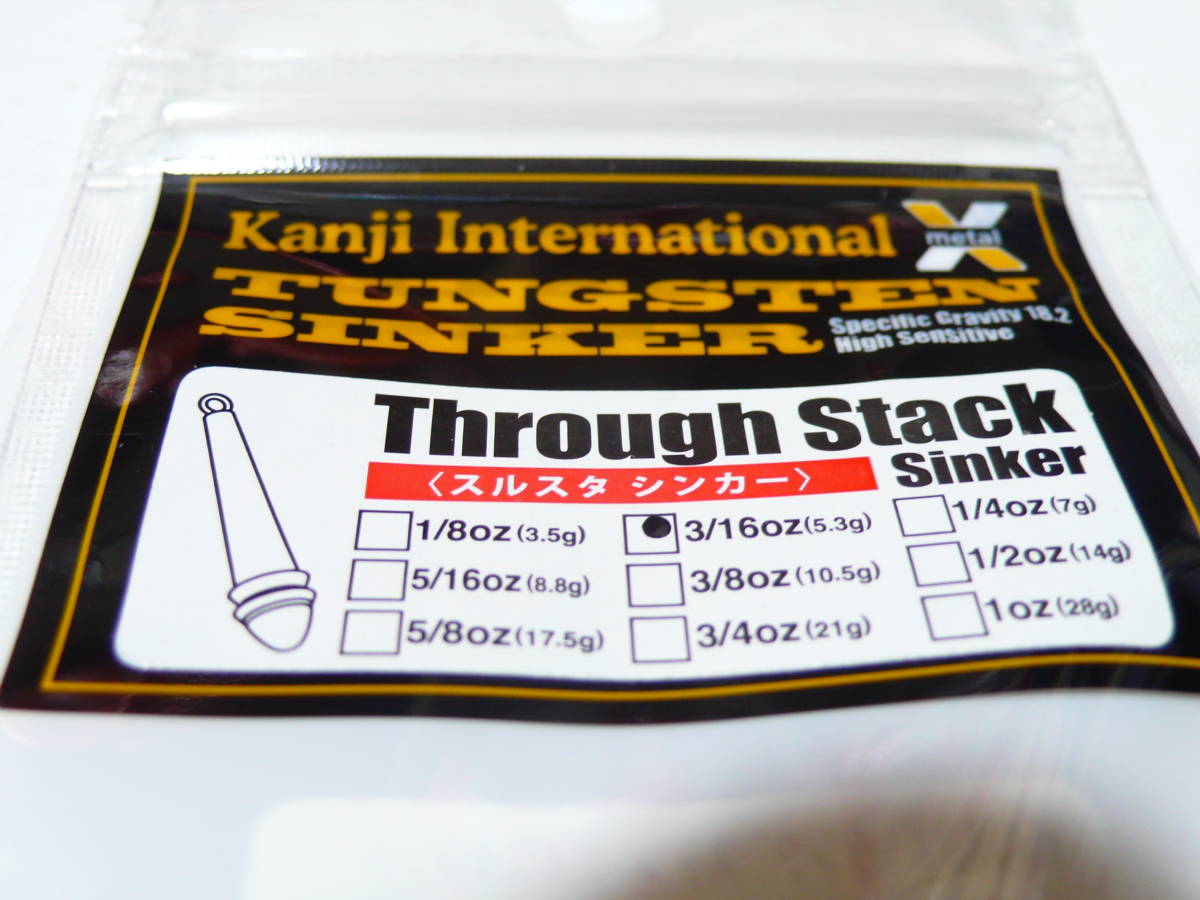 Kanji International
X metal
TUNGSTEN
SINKER
Specific Gravity 18.2
High Sensitive
Through Stack
Sinker
〈スルスタ シンカー〉
1/8oz(3.5g) 3/16oz(5.3g) 1/4oz(7g)
5/16oz(8.8g) 3/8oz(10.5g) 1/2oz(14g)
5/8oz(17.5g) 3/4oz(21g) 1oz(28g)